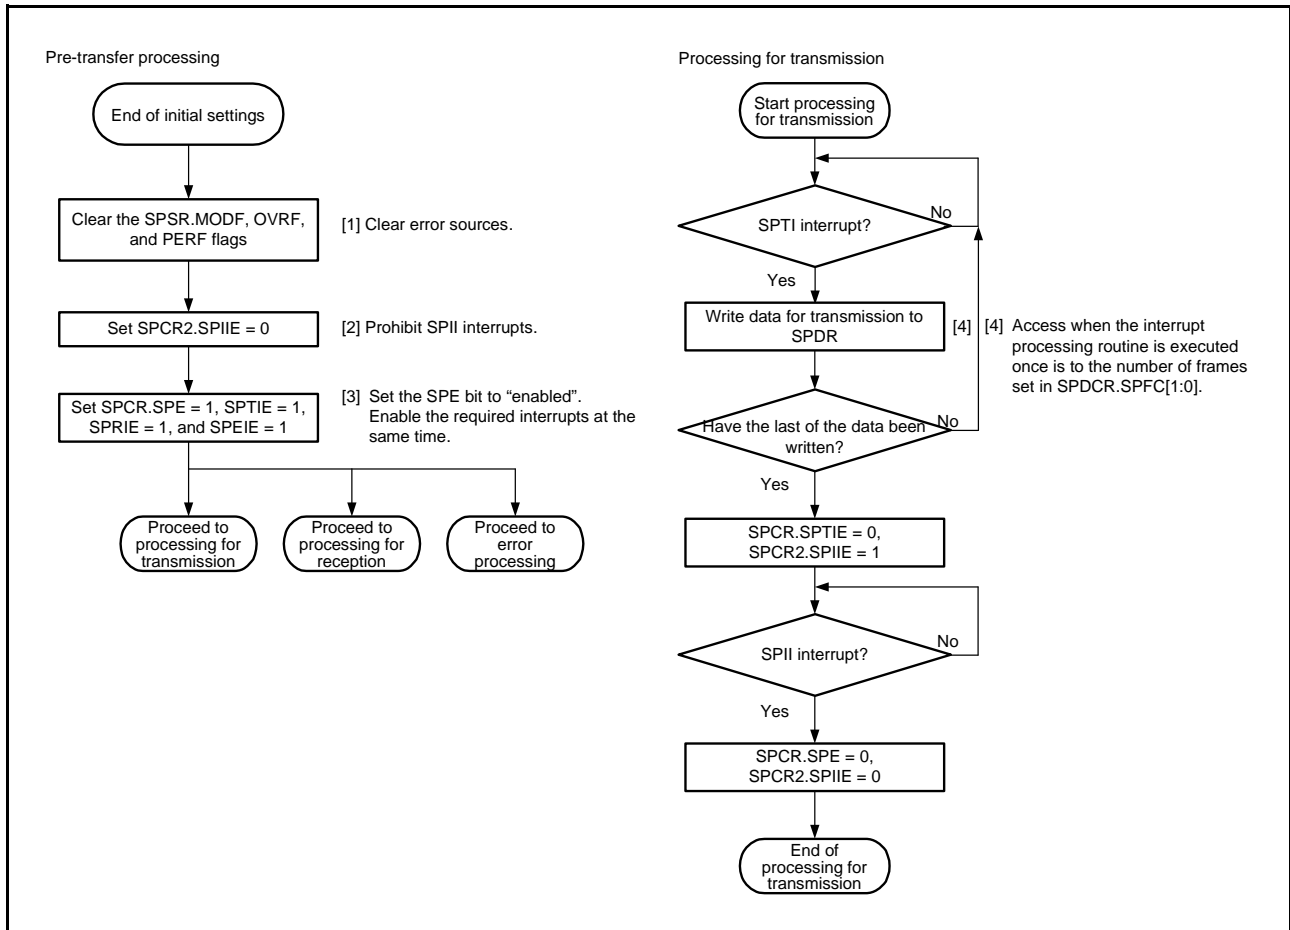 Pre-transfer processing
End of initial settings
Clear the SPSR.MODF, OVRF,
and PERF flags
[1] Clear error sources.
Set SPCR2.SPIIE = 0
[2] Prohibit SPII interrupts.
Set SPCR.SPE = 1, SPTIE = 1,
SPRIE = 1, and SPEIE = 1
[3] Set the SPE bit to “enabled”.
Enable the required interrupts at the
same time.
Proceed to
processing for
transmission
Proceed to
processing for
reception
Proceed to
error
processing
Processing for transmission
Start processing
for transmission
SPTI interrupt?
No
Yes
Write data for transmission to
SPDR
[4]
[4] Access when the interrupt
processing routine is executed
once is to the number of frames
set in SPDCR.SPFC[1:0].
Have the last of the data been
written?
No
Yes
SPCR.SPTIE = 0,
SPCR2.SPIIE = 1
SPII interrupt?
No
Yes
SPCR.SPE = 0,
SPCR2.SPIIE = 0
End of
processing for
transmission